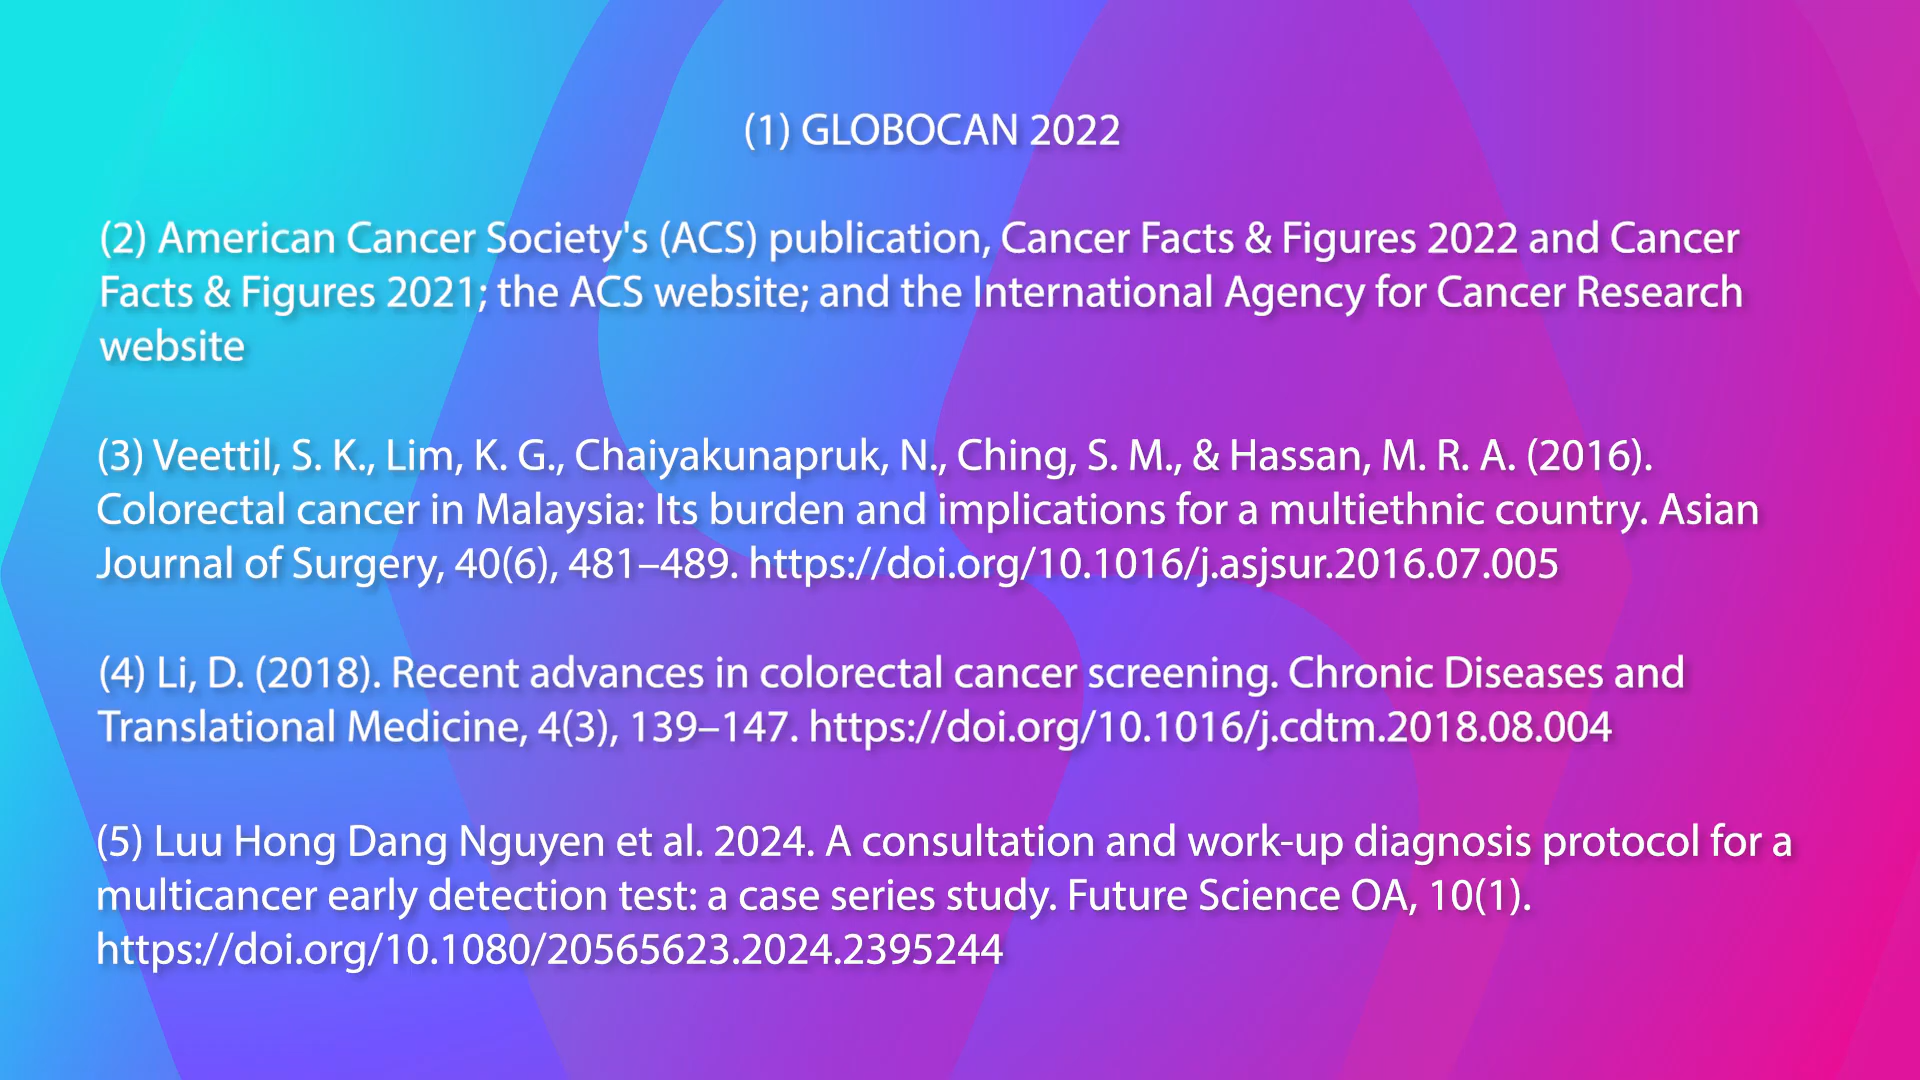 (1) GLOBOCAN 2022
(2) American Cancer Society's (ACS) publication, Cancer Facts & Figures 2022 and Cancer
Facts & Figures 2021; the ACS website; and the International Agency for Cancer Research
website
(3) Veettil, S. K., Lim, K. G., Chaiyakunapruk, N., Ching, S. M., & Hassan, M. R. A. (2016).
Colorectal cancer in Malaysia: Its burden and implications for a multiethnic country. Asian
Journal of Surgery, 40(6), 481–489. https://doi.org/10.1016/j.asjsur.2016.07.005
(4) Li, D. (2018). Recent advances in colorectal cancer screening. Chronic Diseases and
Translational Medicine, 4(3), 139–147. https://doi.org/10.1016/j.cdtm.2018.08.004
(5) Luu Hong Dang Nguyen et al. 2024. A consultation and work-up diagnosis protocol for a
multicancer early detection test: a case series study. Future Science OA, 10(1).
https://doi.org/10.1080/20565623.2024.2395244